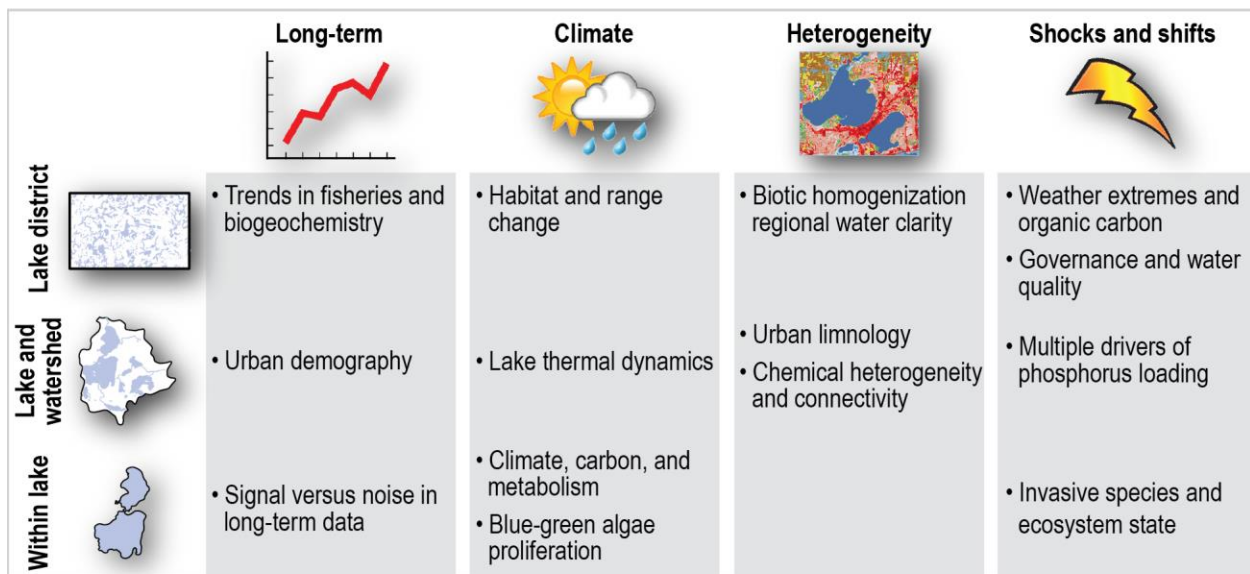 Long-term
Climate
Heterogeneity
Shocks and shifts
Lake district
• Trends in fisheries and
biogeochemistry
• Habitat and range
change
• Biotic homogenization
regional water clarity
• Weather extremes and
organic carbon
• Governance and water
quality
Lake and
watershed
• Urban demography
• Lake thermal dynamics
• Urban limnology
• Chemical heterogeneity
and connectivity
• Multiple drivers of
phosphorus loading
Within lake
• Signal versus noise in
long-term data
• Climate, carbon, and
metabolism
• Blue-green algae
proliferation
• Invasive species and
ecosystem state